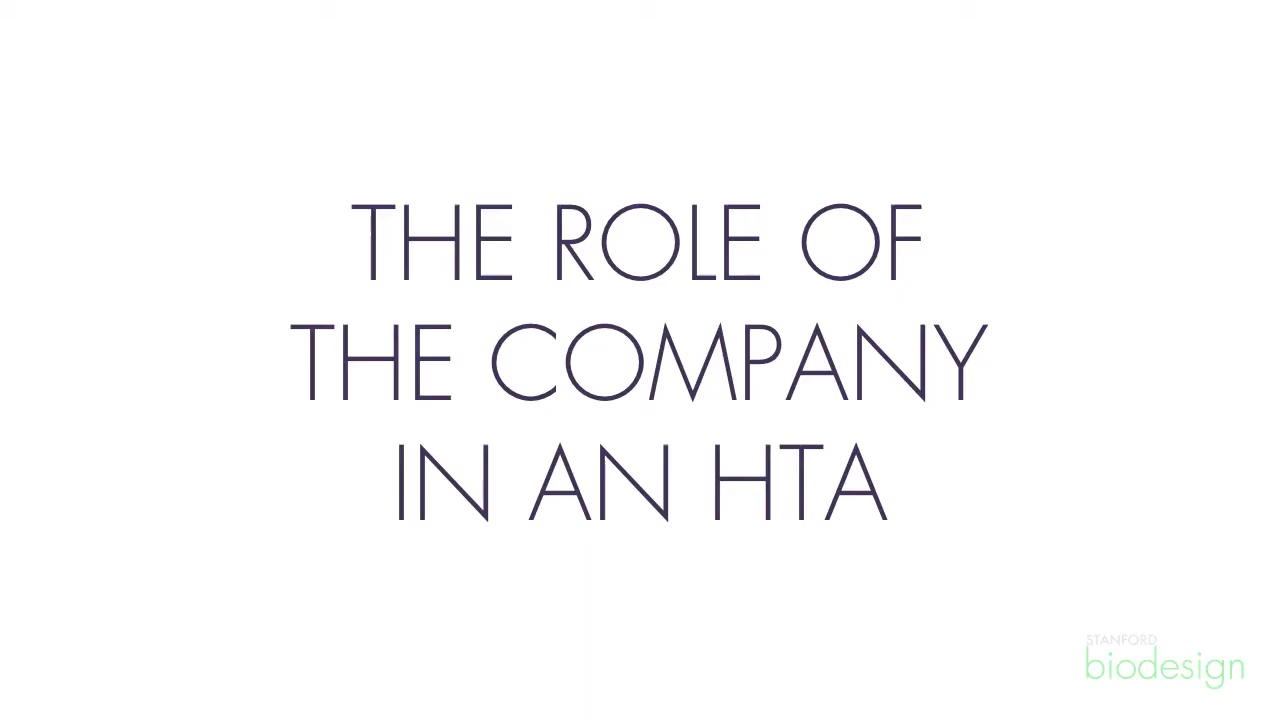 THE ROLE OF
THE COMPANY
IN AN HTA
STANFORD
biodesign